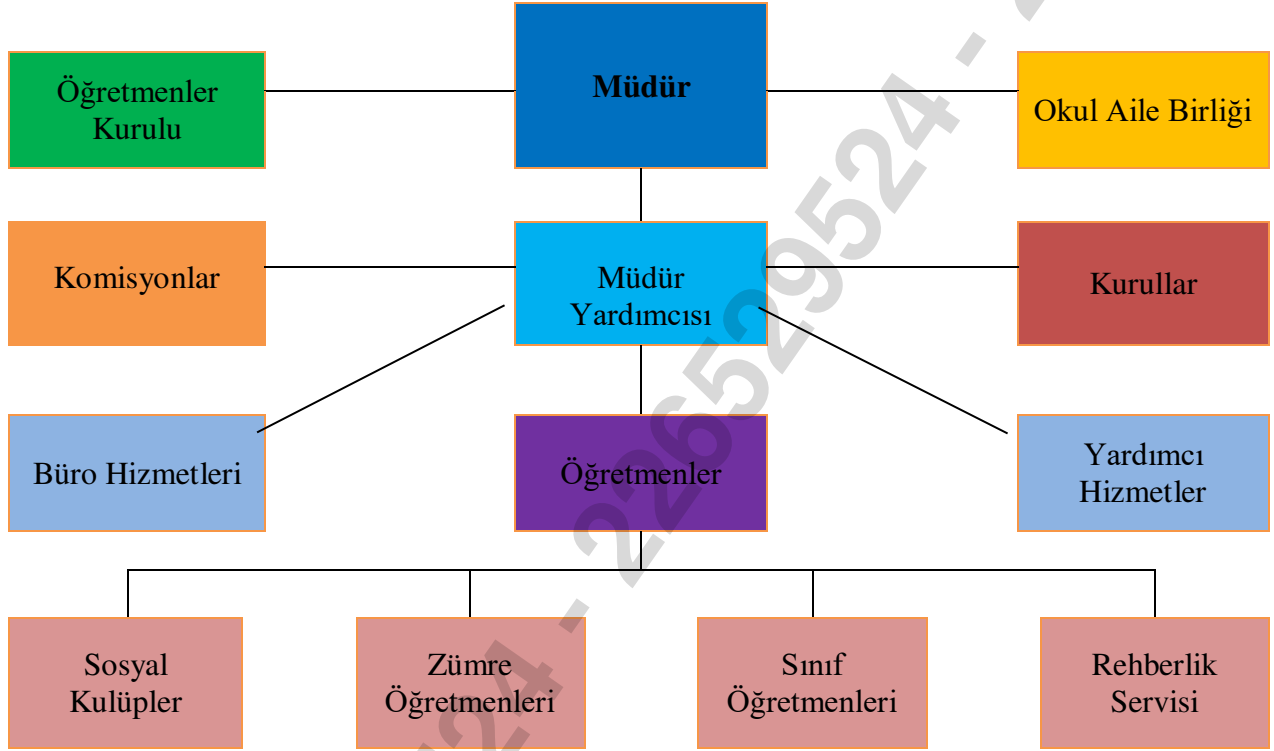 Müdür
Öğretmenler
Kurulu
Okul Aile Birliği
Komisyonlar
Müdür
Yardımcısı
Kurullar
Büro Hizmetleri
Öğretmenler
Yardımcı
Hizmetler
Sosyal
Kulüpler
Zümre
Öğretmenleri
Sınıf
Öğretmenleri
Rehberlik
Servisi